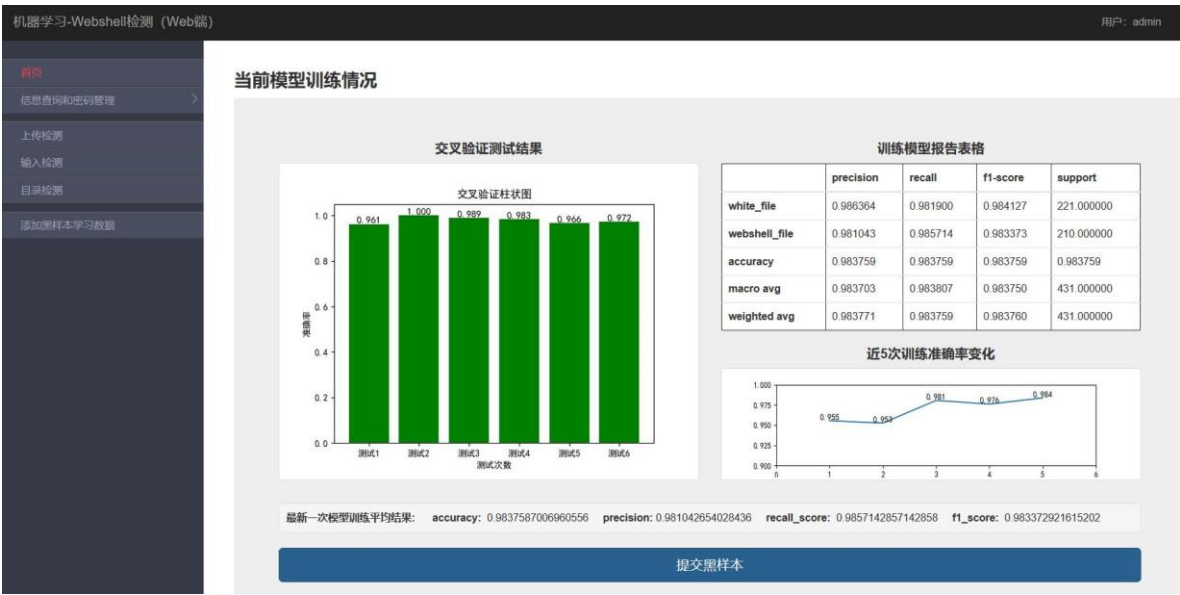 机器学习-Webshell检测（Web端）
用户：admin
首页
信息查询和密码管理
上传检测
输入检测
目录检测
添加黑样本学习数据
当前模型训练情况
交叉验证测试结果
交叉验证柱状图
准确率
1.0
0.8
0.6
0.4
0.2
0.0
0.961 1.000 0.989 0.983 0.966 0.972
测试1 测试2 测试3 测试4 测试5 测试6
测试次数
训练模型报告表格
precision recall f1-score support
white_file 0.986364 0.981900 0.984127 221.000000
webshell_file 0.981043 0.985714 0.983373 210.000000
accuracy 0.983759 0.983759 0.983759 0.983759
macro avg 0.983703 0.983807 0.983750 431.000000
weighted avg 0.983771 0.983759 0.983760 431.000000
近5次训练准确率变化
1.000
0.975
0.950
0.925
0.900
0.955 0.953 0.981 0.976 0.984
0 1 2 3 4 5 6
最新一次模型训练平均结果: accuracy: 0.9837587006960556 precision: 0.981042654028436 recall_score: 0.9857142857142858 f1_score: 0.983372921615202
提交黑样本